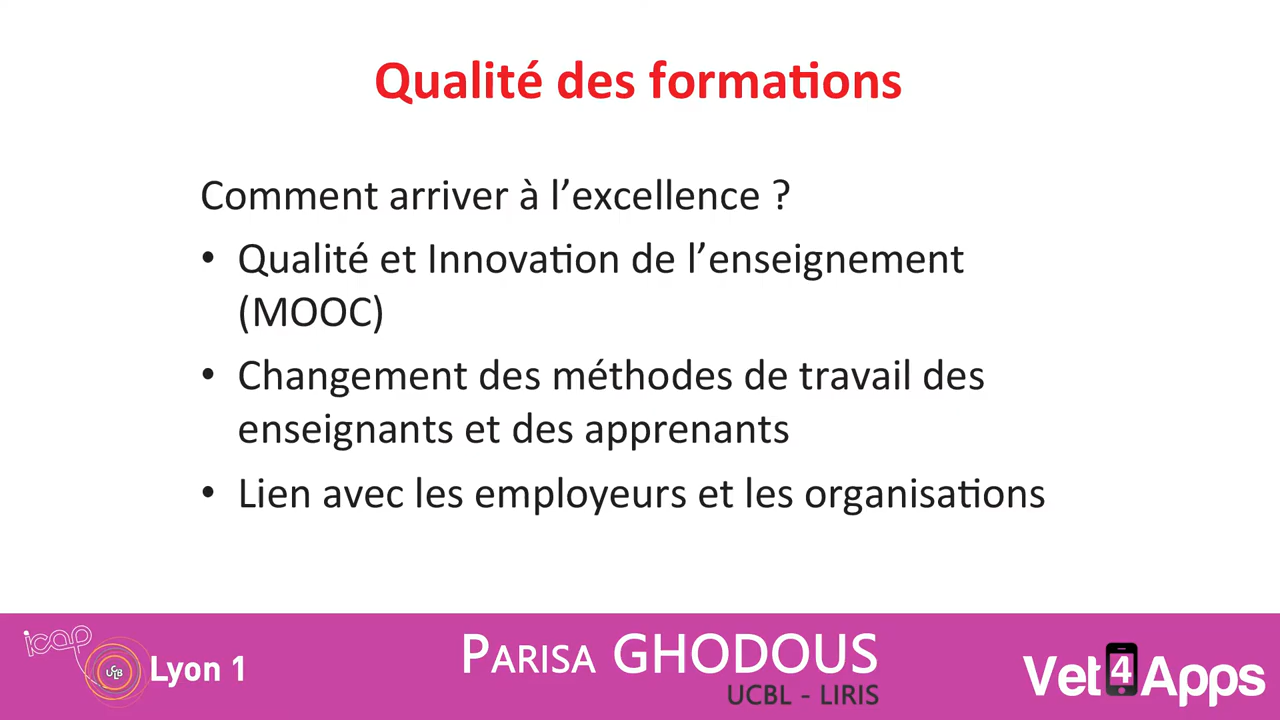 Qualité des formations
Comment arriver à l’excellence ?
• Qualité et Innovation de l’enseignement
(MOOC)
• Changement des méthodes de travail des
enseignants et des apprenants
• Lien avec les employeurs et les organisations
icap
UCLB
Lyon 1
PARISA GHODOUS
UCBL - LIRIS
Vet4Apps